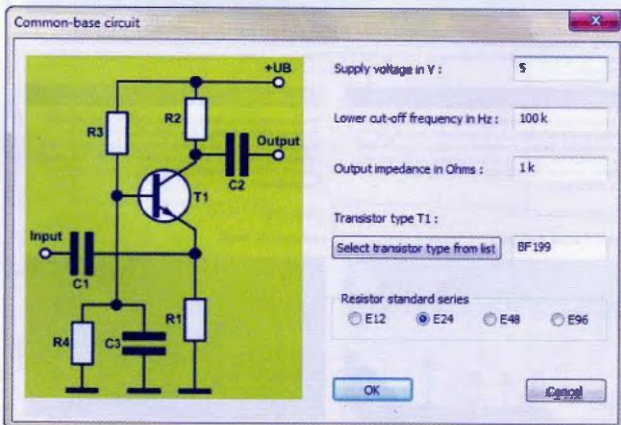 Common-base circuit
+UB
R3
R2
Output
C2
T1
Input
C1
R4
C3
R1
Supply voltage in V :
5
Lower cut-off frequency in Hz :
100k
Output impedance in Ohms :
1k
Transistor type T1 :
Select transistor type from list
BF199
Resistor standard series
E12
E24
E48
E96
OK
Cancel